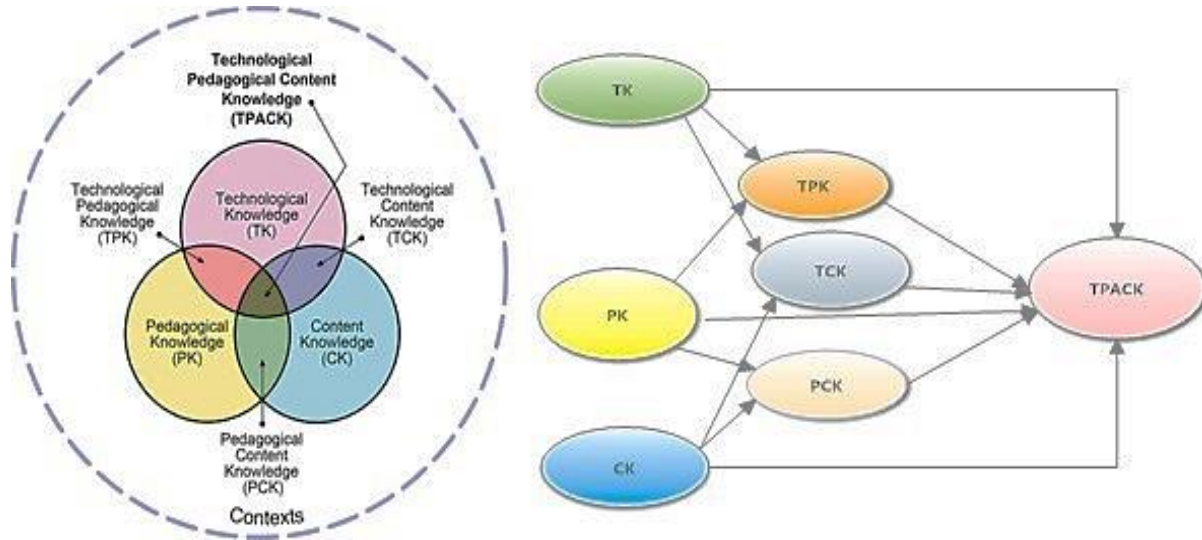 Technological
Pedagogical Content
Knowledge
(TPACK)
Technological
Pedagogical
Knowledge
(TPK)
Technological
Knowledge
(TK)
Technological
Content
Knowledge
(TCK)
Pedagogical
Knowledge
(PK)
Content
Knowledge
(CK)
Pedagogical
Content
Knowledge
(PCK)
Contexts
TK
TPK
TCK
PK
TPACK
PCK
CK